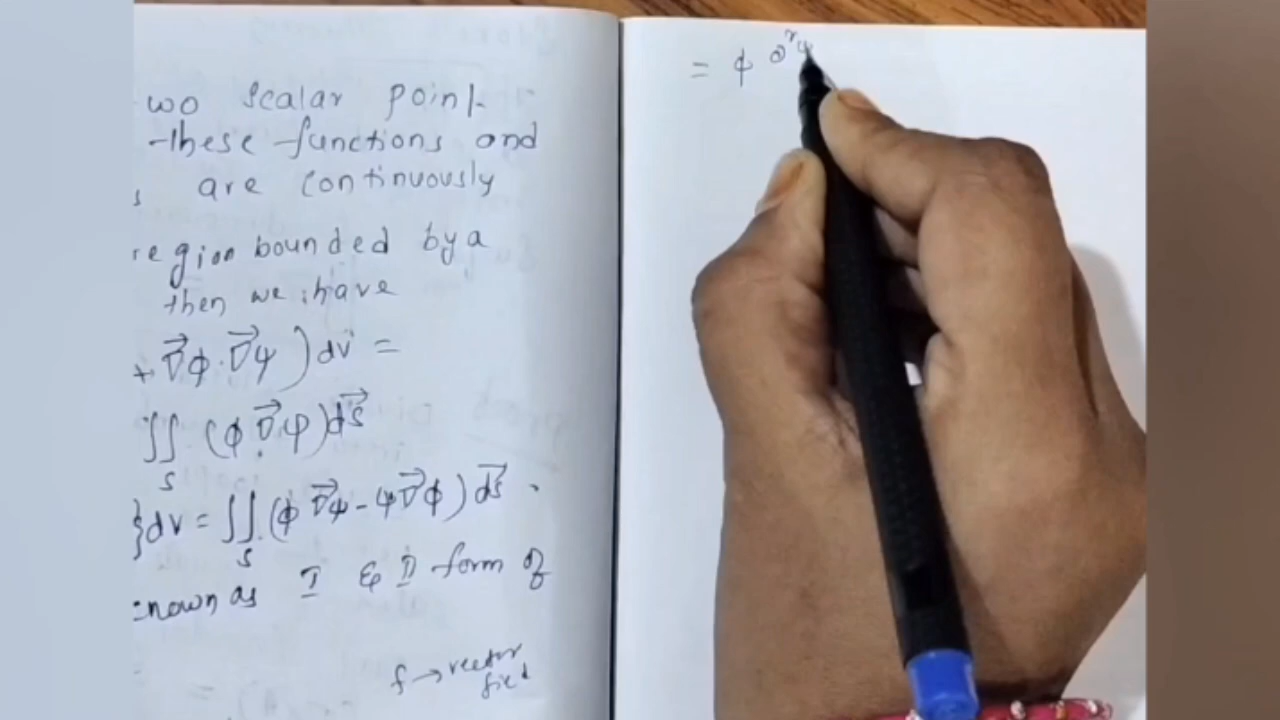 wo scalar point
these functions and
s are continuously
region bounded by a
then we have
+ ∇⃗φ · ∇⃗ψ ) dv =
∬ₛ (φ ∇⃗ψ) ds⃗
}dv = ∬ₛ (φ ∇⃗ψ - ψ∇⃗φ) ds⃗ .
nown as I & II form of
f → vector
field
= φ ∇²ψ